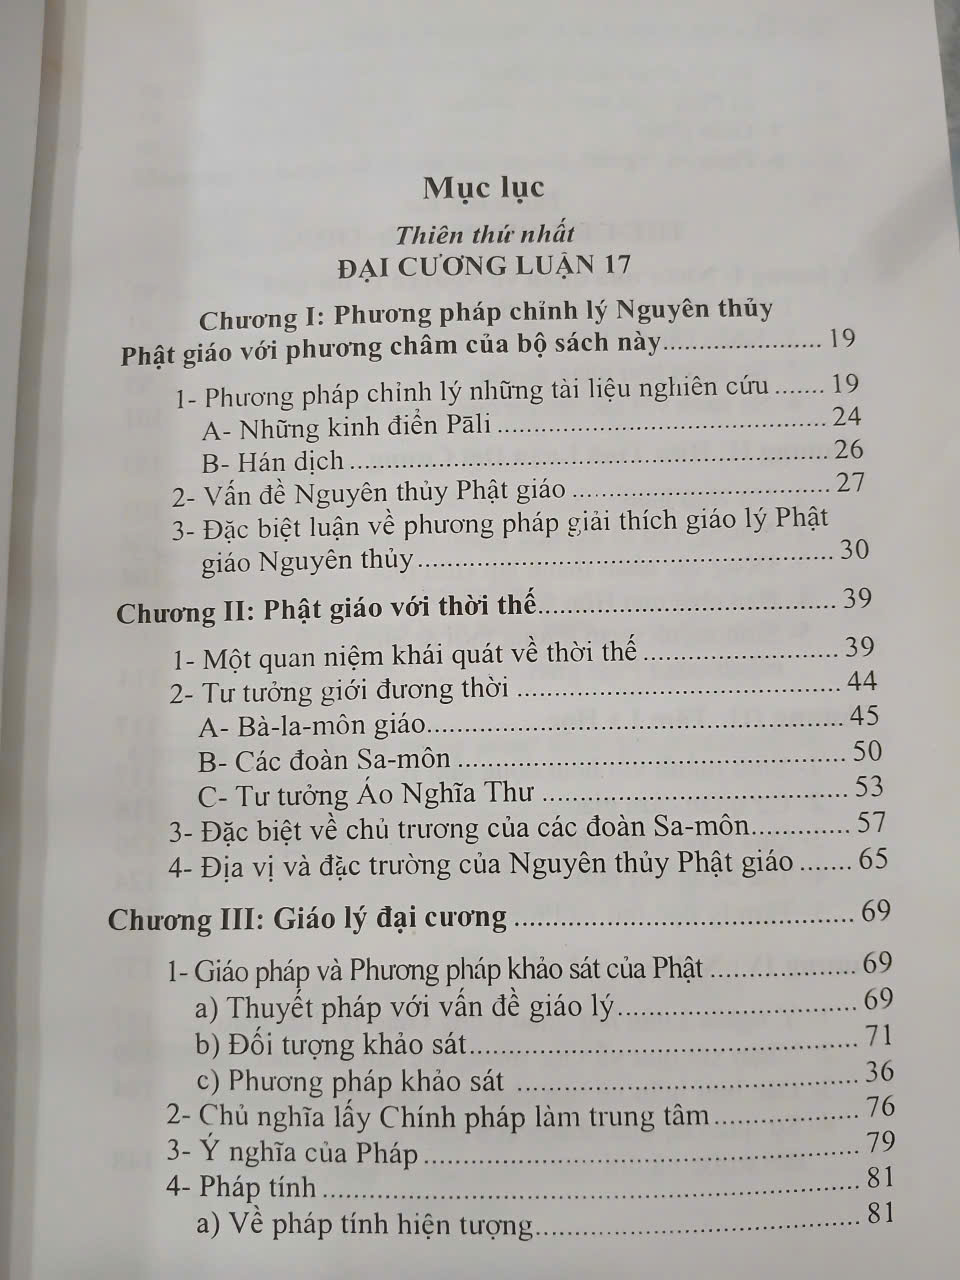 Mục lục
Thiên thứ nhất
ĐẠI CƯƠNG LUẬN 17
Chương I: Phương pháp chỉnh lý Nguyên thủy
Phật giáo với phương châm của bộ sách này........................ 19
1- Phương pháp chỉnh lý những tài liệu nghiên cứu ....... 19
A- Những kinh điển Pāli ................................................ 24
B- Hán dịch ...................................................................... 26
2- Vấn đề Nguyên thủy Phật giáo ..................................... 27
3- Đặc biệt luận về phương pháp giải thích giáo lý Phật
giáo Nguyên thủy............................................................ 30
Chương II: Phật giáo với thời thế........................................... 39
1- Một quan niệm khái quát về thời thế ............................ 39
2- Tư tưởng giới đương thời .............................................. 44
A- Bà-la-môn giáo............................................................ 45
B- Các đoàn Sa-môn ....................................................... 50
C- Tư tưởng Áo Nghĩa Thư ........................................... 53
3- Đặc biệt về chủ trương của các đoàn Sa-môn.............. 57
4- Địa vị và đặc trường của Nguyên thủy Phật giáo ....... 65
Chương III: Giáo lý đại cương ................................................ 69
1- Giáo pháp và Phương pháp khảo sát của Phật ..................... 69
a) Thuyết pháp với vấn đề giáo lý.................................. 69
b) Đối tượng khảo sát....................................................... 71
c) Phương pháp khảo sát ................................................ 36
2- Chủ nghĩa lấy Chính pháp làm trung tâm.................... 76
3- Ý nghĩa của Pháp............................................................. 79
4- Pháp tính ........................................................................... 81
a) Về pháp tính hiện tượng.............................................. 81